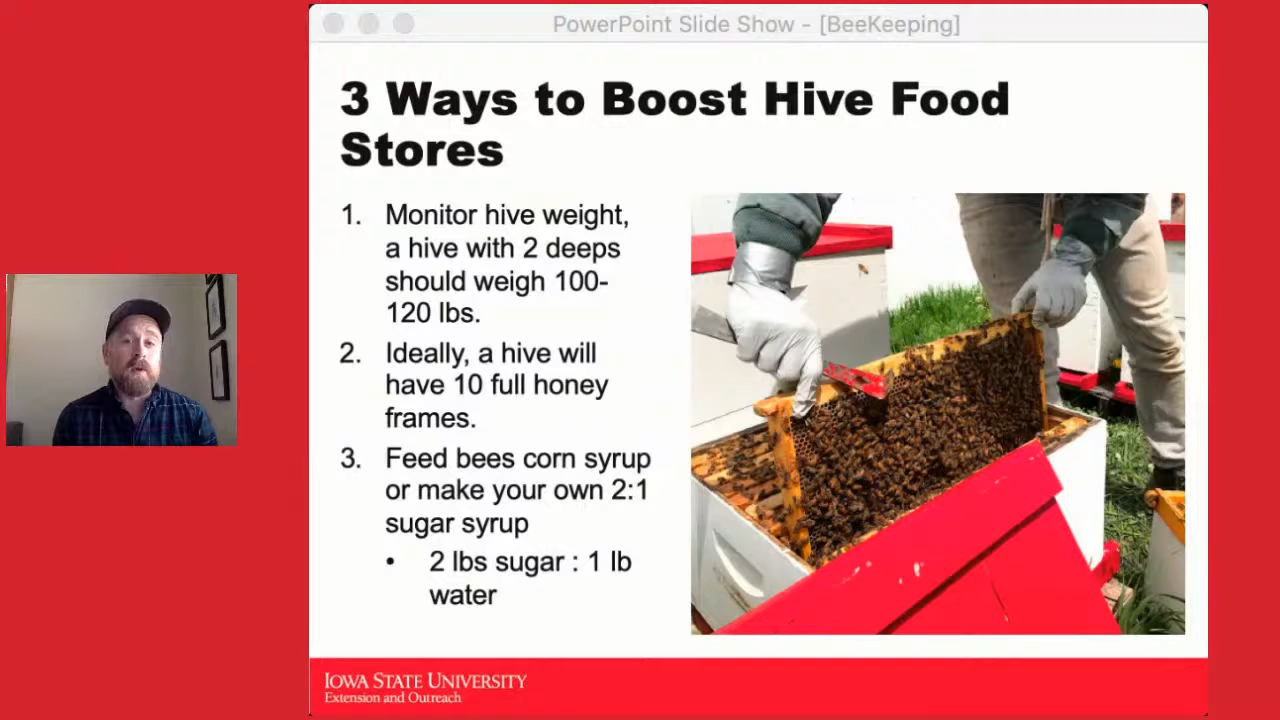 PowerPoint Slide Show - [BeeKeeping]
3 Ways to Boost Hive Food
Stores
1. Monitor hive weight,
a hive with 2 deeps
should weigh 100-
120 lbs.
2. Ideally, a hive will
have 10 full honey
frames.
3. Feed bees corn syrup
or make your own 2:1
sugar syrup
• 2 lbs sugar : 1 lb
water
IOWA STATE UNIVERSITY
Extension and Outreach